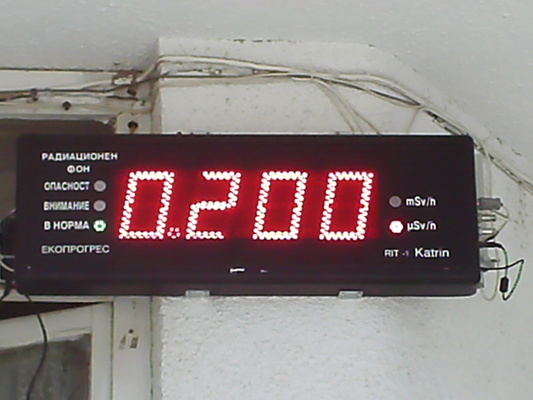 РАДИАЦИОНЕН
ФОН
ОПАСНОСТ
ВНИМАНИЕ
В НОРМА
ЕКОПРОГРЕС
0.200
mSv/h
µSv/h
RIT -1 Katrin